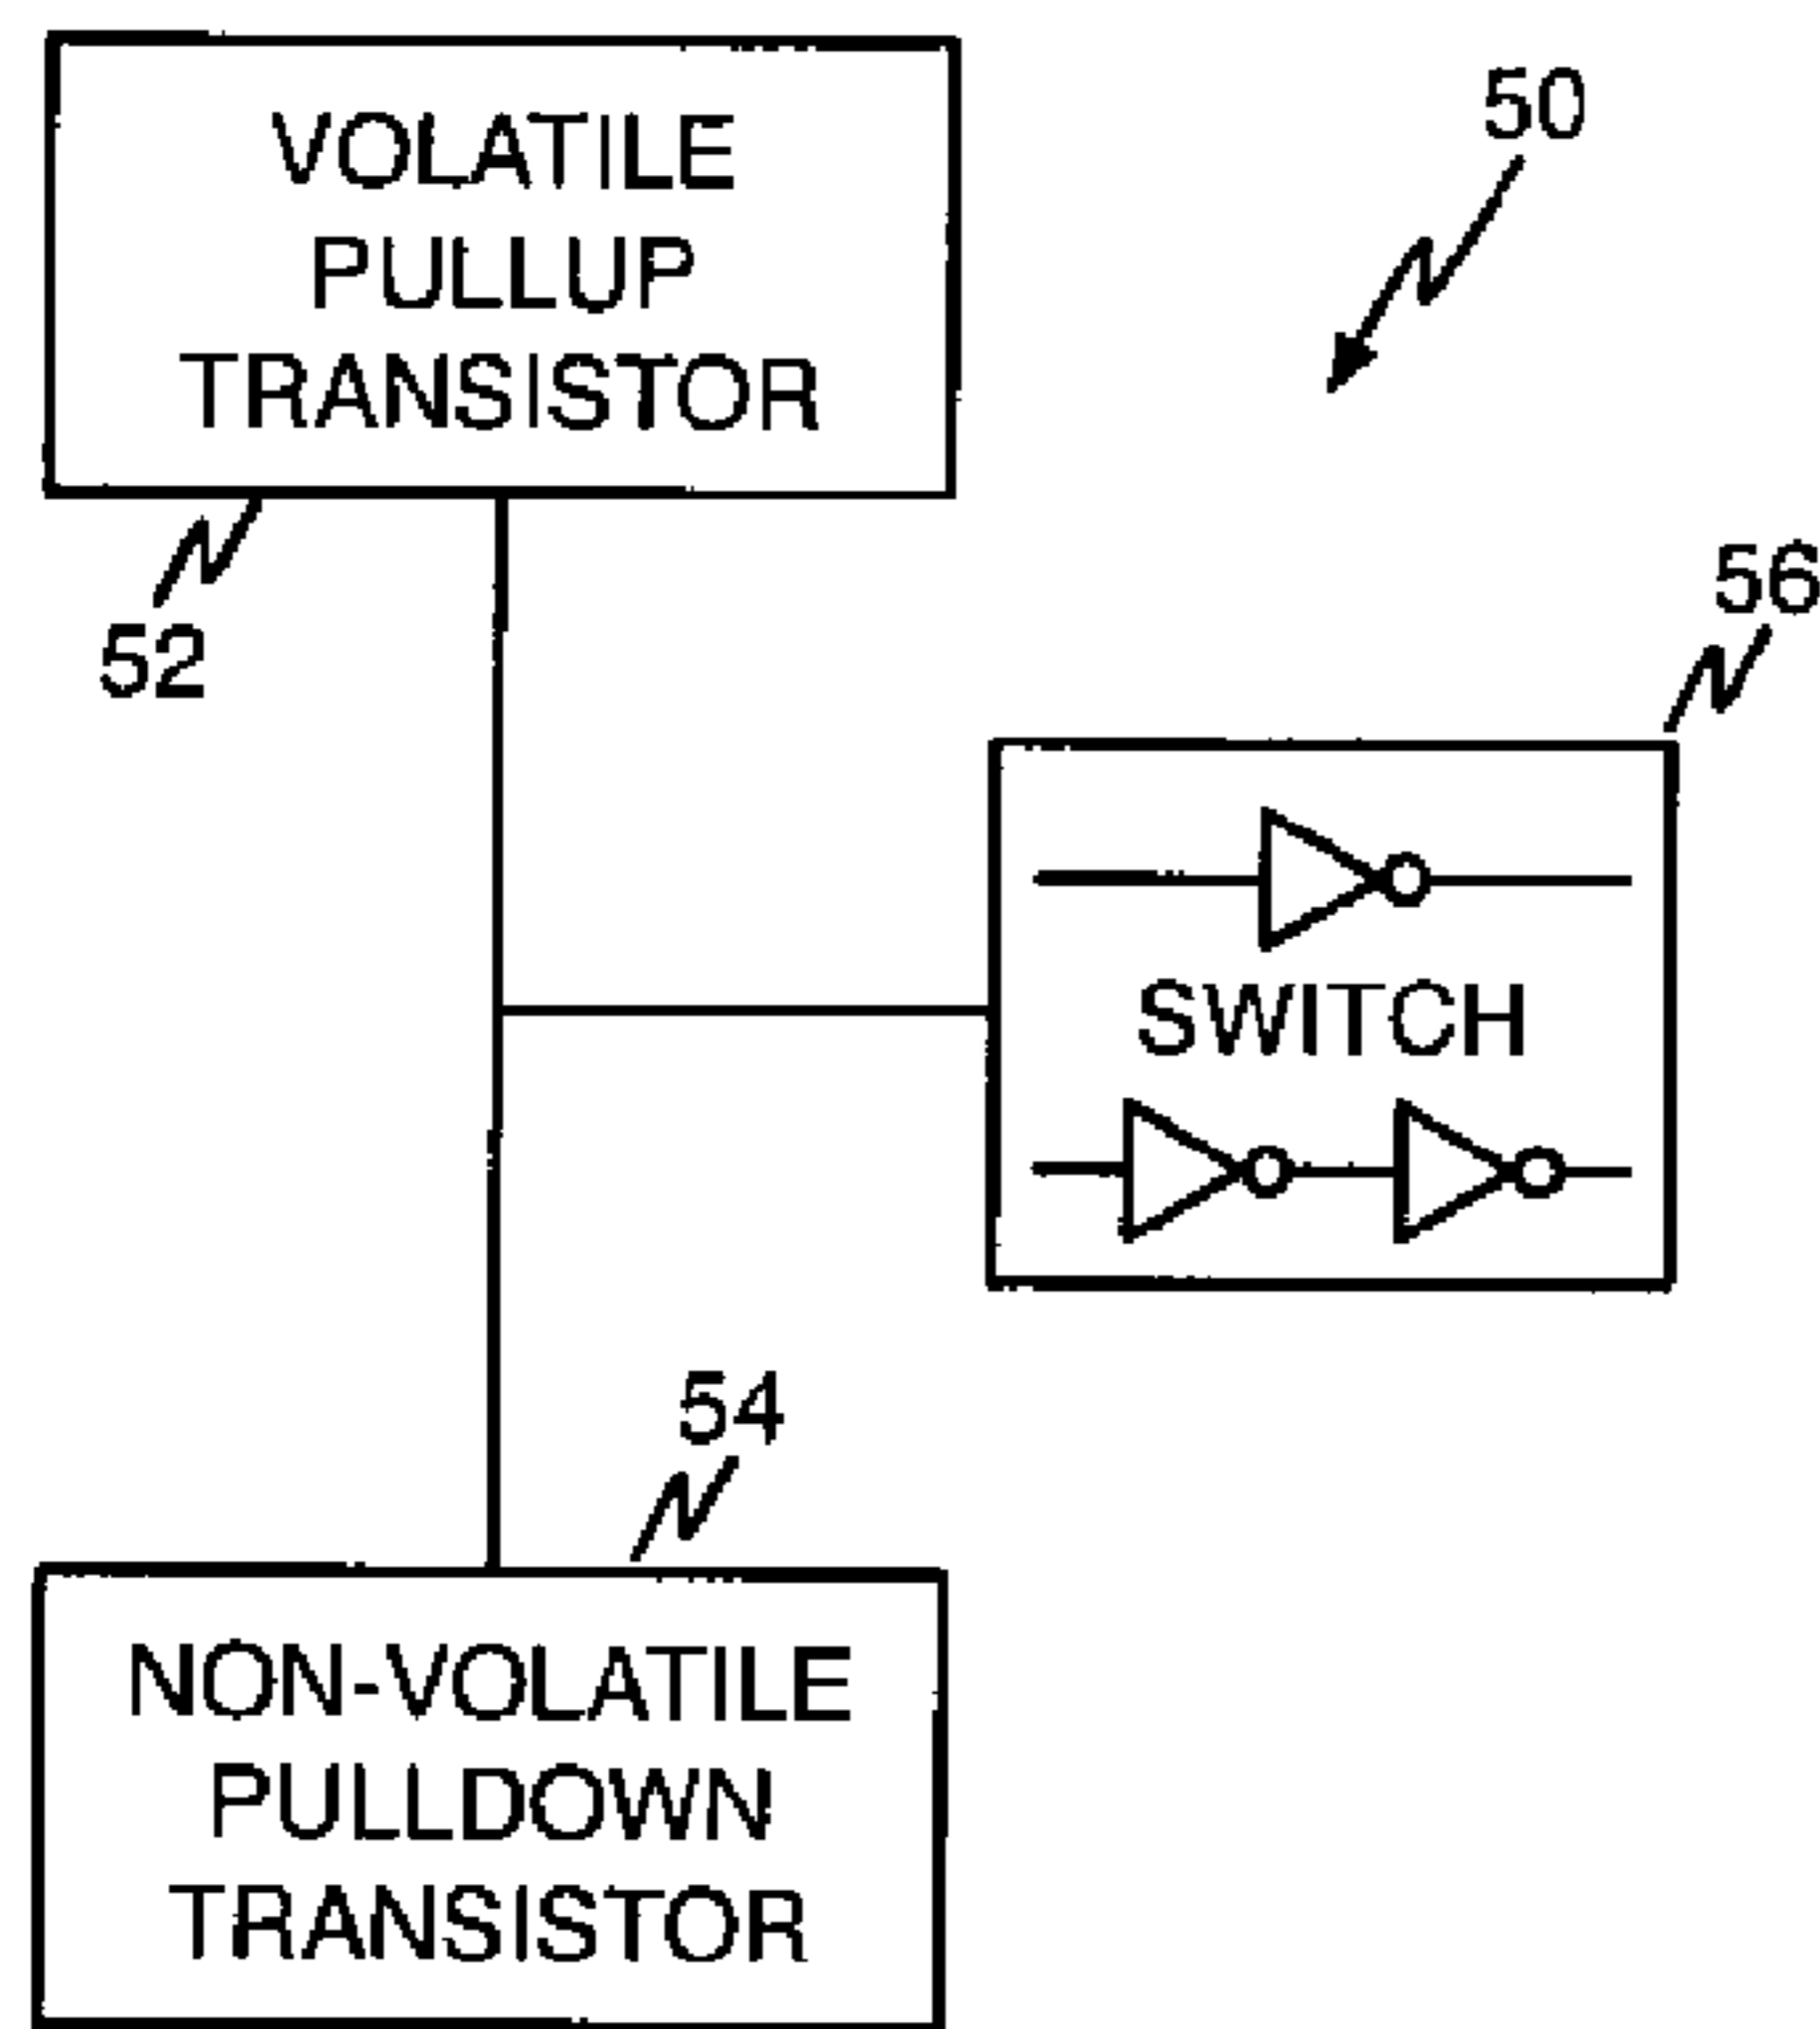 VOLATILE
PULLUP
TRANSISTOR
50
52
56
SWITCH
54
NON-VOLATILE
PULLDOWN
TRANSISTOR